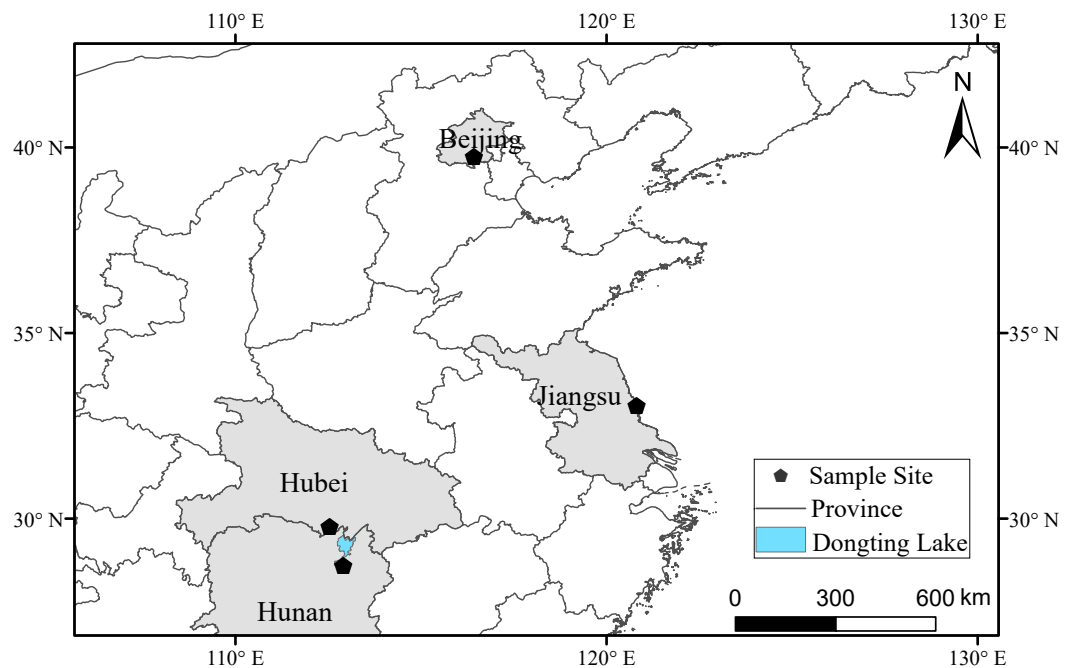 110° E
120° E
130° E
N
Beijing
40° N
40° N
35° N
35° N
Jiangsu
Hubei
Sample Site
Province
30° N
30° N
Dongting Lake
Hunan
0
300
600 km
110° E
120° E
130° E